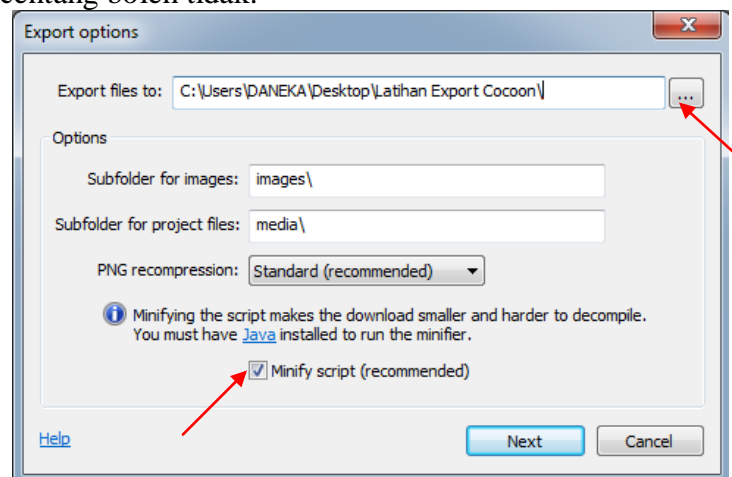 boleh tidak.
Export options
Export files to: C:\Users\DANEKA\Desktop\Latihan Export Cocoon\
...
Options
Subfolder for images: images\
Subfolder for project files: media\
PNG recompression: Standard (recommended)
Minifying the script makes the download smaller and harder to decompile.
You must have Java installed to run the minifier.
Minify script (recommended)
Help Next Cancel